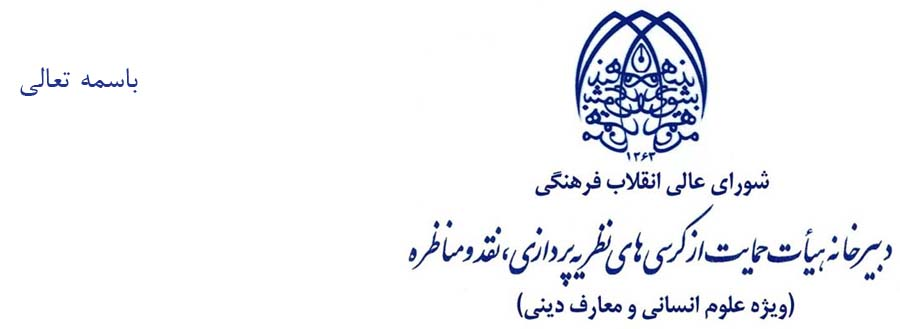 باسمه تعالی
۱۳۶۳
شورای عالی انقلاب فرهنگی
دبیرخانه هیأت حمایت از کرسی های نظریه پردازی، نقد و مناظره
(ویژه علوم انسانی و معارف دینی)